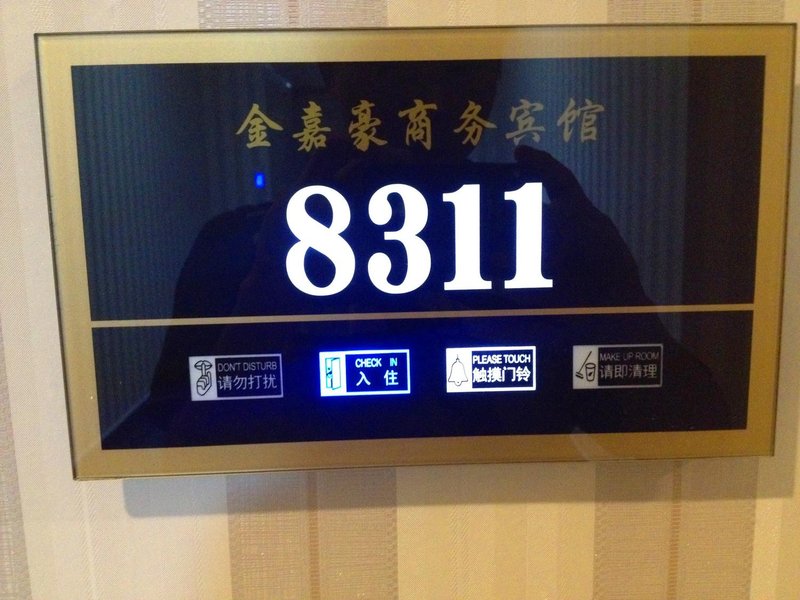 金嘉豪商务宾馆
8311
DON'T DISTURB
请勿打扰
CHECK IN
入住
PLEASE TOUCH
触摸门铃
MAKE UP ROOM
请即清理